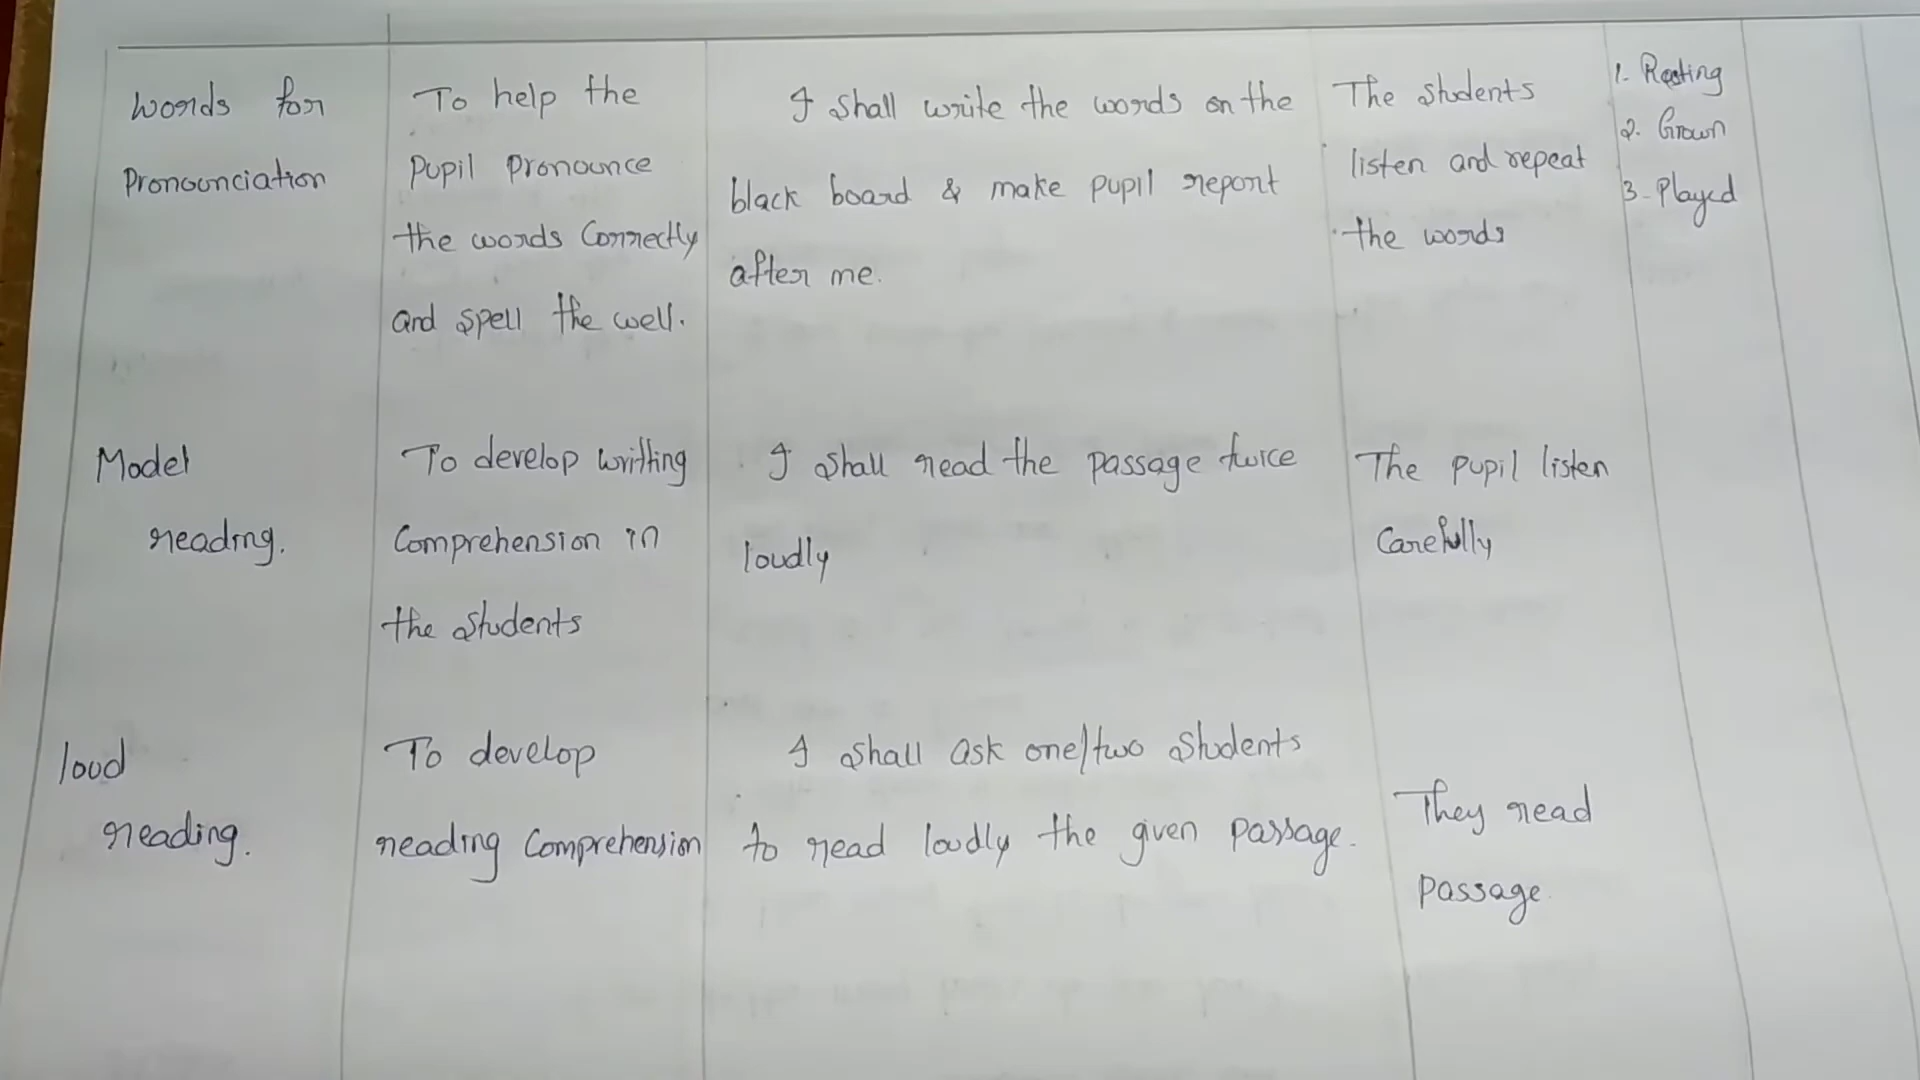 Words for
Pronounciation
To help the
Pupil pronounce
the words Correctly
and spell the well.
I shall write the words on the
black board & make pupil report
after me.
The students
listen and repeat
the words
1. Reeting
2. Grown
3. Played
Model
reading.
To develop writhing
Comprehension in
the students
I shall read the passage twice
loudly
The pupil listen
Carefully
loud
reading.
To develop
reading Comprehension
I shall ask one/two students
to read loudly the given passage.
They read
passage.